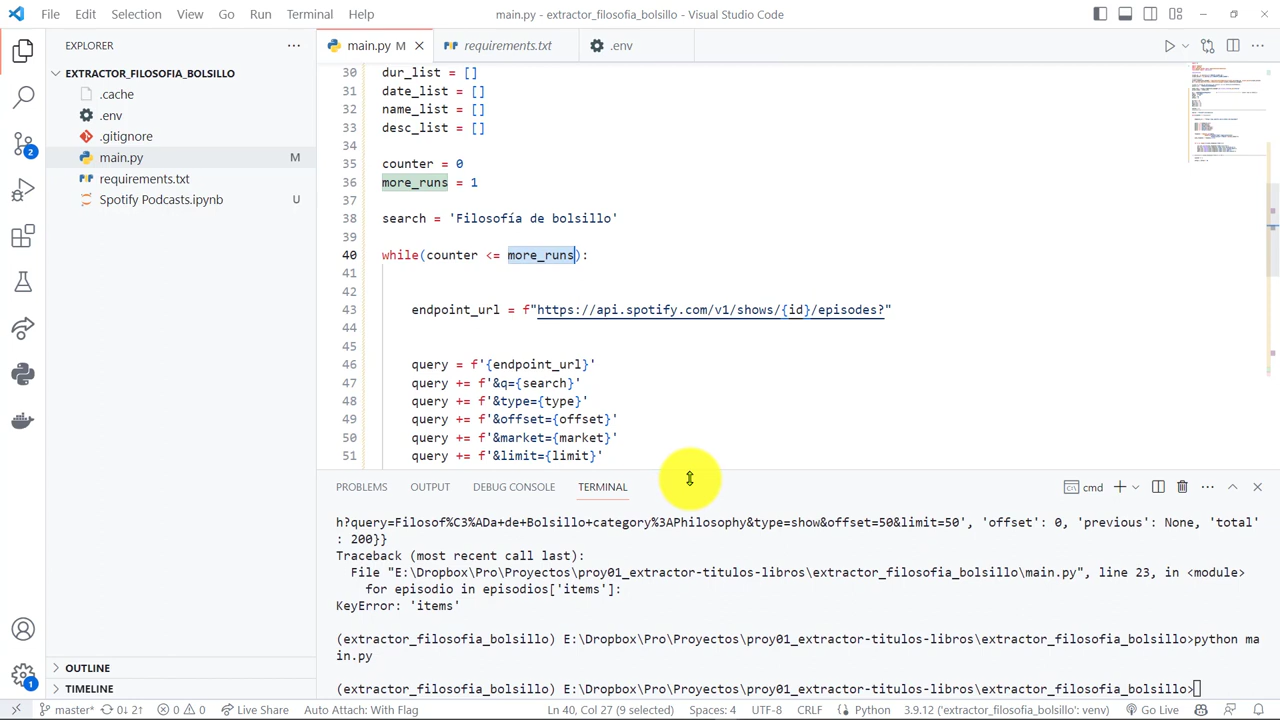 File Edit Selection View Go Run Terminal Help
main.py - extractor_filosofia_bolsillo - Visual Studio Code
EXPLORER
EXTRACTOR_FILOSOFIA_BOLSILLO
.cache
.env
.gitignore
main.py M
requirements.txt
Spotify Podcasts.ipynb U
OUTLINE
TIMELINE
2
1
main.py M
requirements.txt
.env
30 dur_list = []
31 date_list = []
32 name_list = []
33 desc_list = []
34
35 counter = 0
36 more_runs = 1
37
38 search = 'Filosofía de bolsillo'
39
40 while(counter <= more_runs):
41
42
43 endpoint_url = f"https://api.spotify.com/v1/shows/{id}/episodes?"
44
45
46 query = f'{endpoint_url}'
47 query += f'&q={search}'
48 query += f'&type={type}'
49 query += f'&offset={offset}'
50 query += f'&market={market}'
51 query += f'&limit={limit}'
PROBLEMS OUTPUT DEBUG CONSOLE TERMINAL
cmd
h?query=Filosof%C3%ADa+de+Bolsillo+category%3APhilosophy&type=show&offset=50&limit=50', 'offset': 0, 'previous': None, 'total'
: 200}}
Traceback (most recent call last):
File "E:\Dropbox\Pro\Proyectos\proy01_extractor-titulos-libros\extractor_filosofia_bolsillo\main.py", line 23, in <module>
for episodio in episodios['items']:
KeyError: 'items'
(extractor_filosofia_bolsillo) E:\Dropbox\Pro\Proyectos\proy01_extractor-titulos-libros\extractor_filosofia_bolsillo>python ma
in.py
(extractor_filosofia_bolsillo) E:\Dropbox\Pro\Proyectos\proy01_extractor-titulos-libros\extractor_filosofia_bolsillo>
master* 0↓ 2↑ 0 0 Live Share Auto Attach: With Flag Ln 40, Col 27 (9 selected) Spaces: 4 UTF-8 CRLF Python 3.9.12 ('extractor_filosofia_bolsillo': venv) Go Live